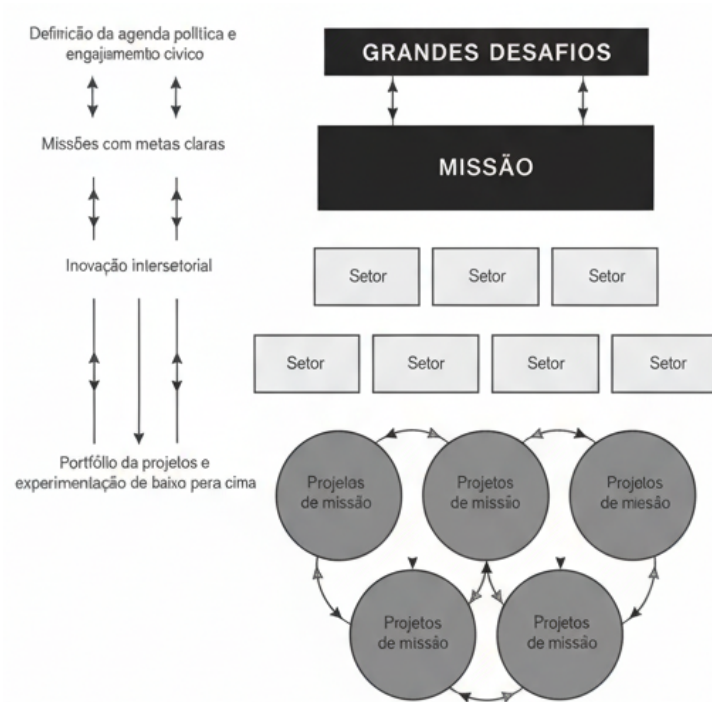 Definição da agenda política e
engajamento cívico
GRANDES DESAFIOS
Missões com metas claras
MISSÃO
Inovação intersetorial
Setor
Setor
Setor
Setor
Setor
Setor
Setor
Portfólio da projetos e
experimentação de baixo pera cima
Projetos
de missão
Projetos
de missão
Projetos
de miesão
Projetos
de missão
Projetos
de missão